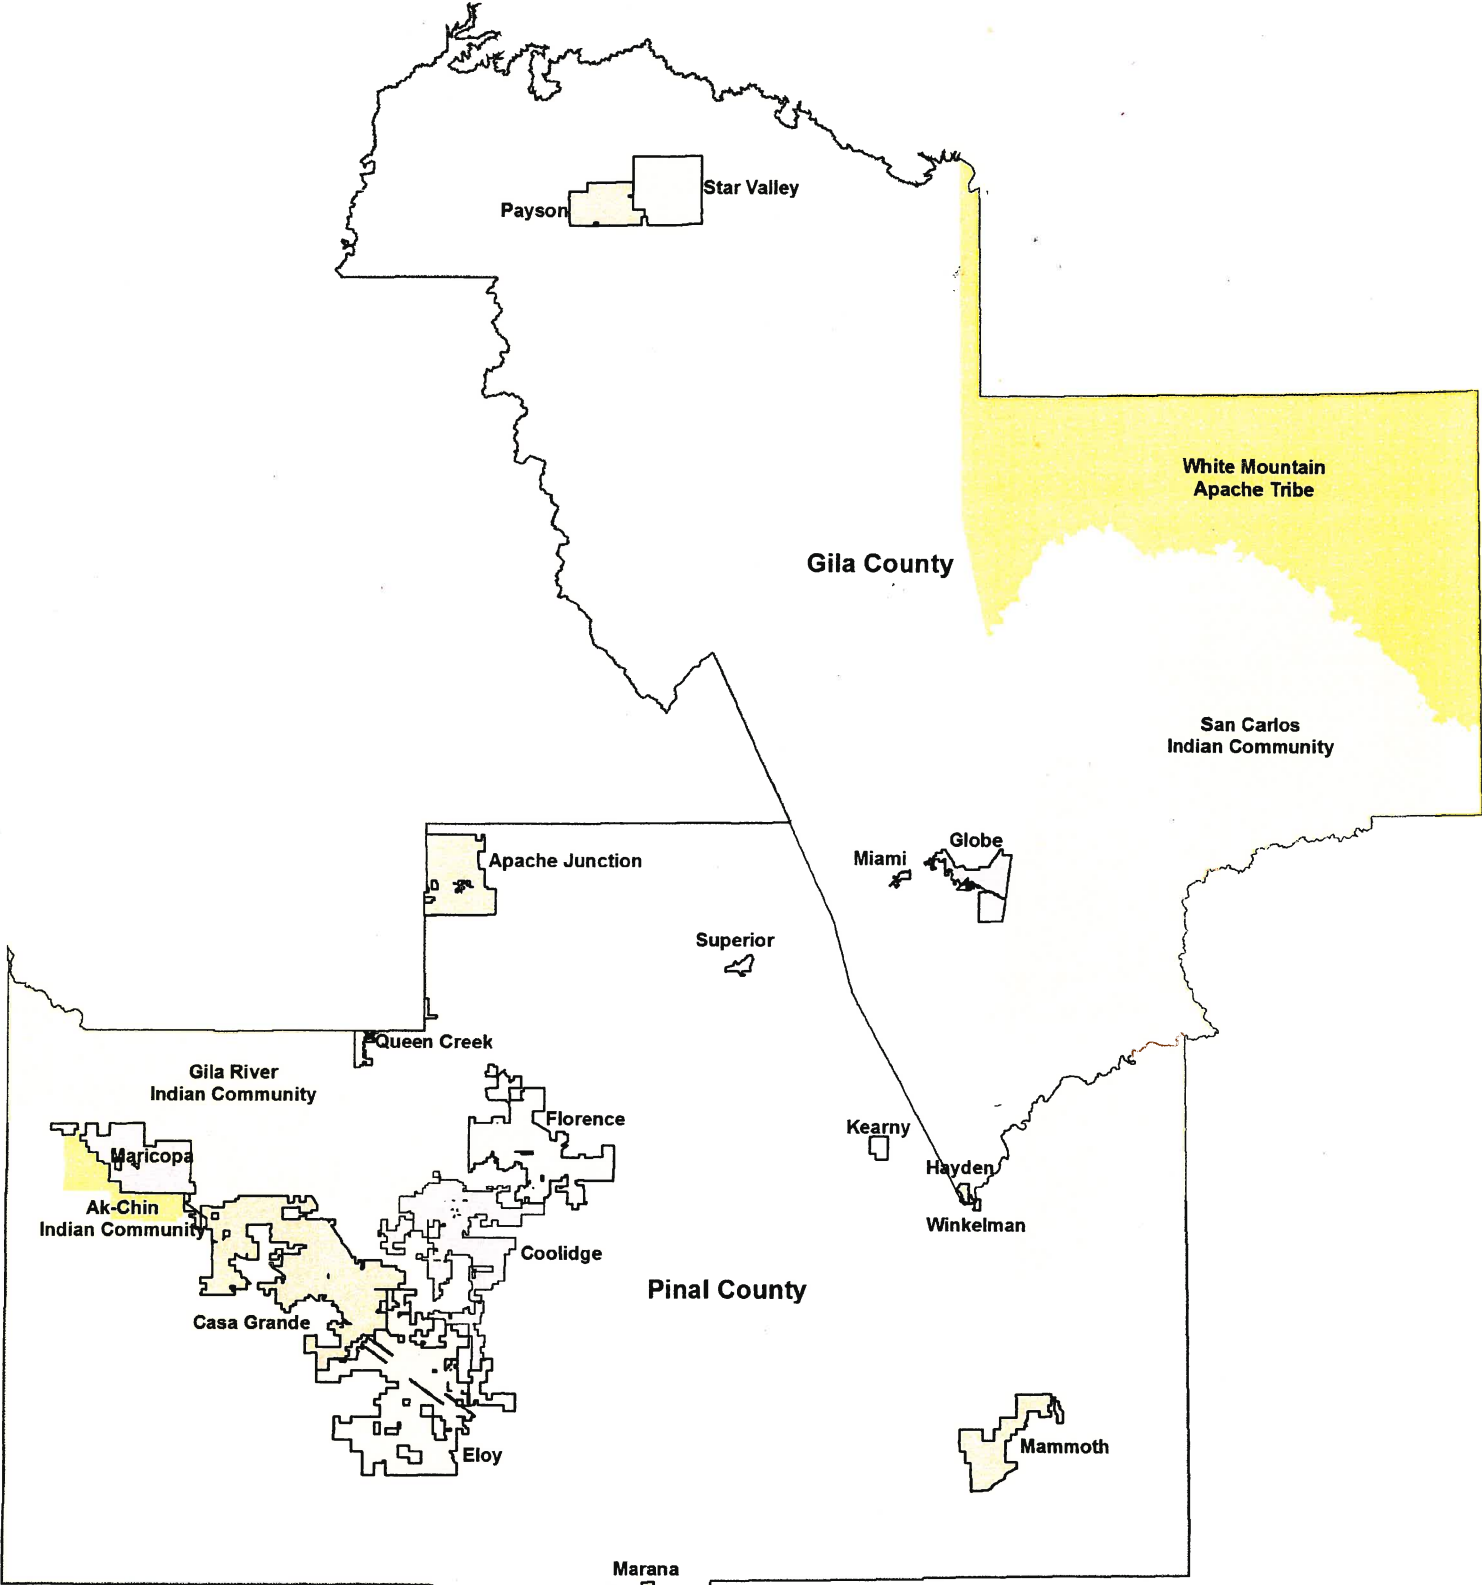 Star Valley
Payson
White Mountain
Apache Tribe
Gila County
San Carlos
Indian Community
Globe
Miami
Apache Junction
Superior
Queen Creek
Gila River
Indian Community
Florence
Kearny
Maricopa
Hayden
Ak-Chin
Indian Community
Winkelman
Coolidge
Pinal County
Casa Grande
Mammoth
Eloy
Marana